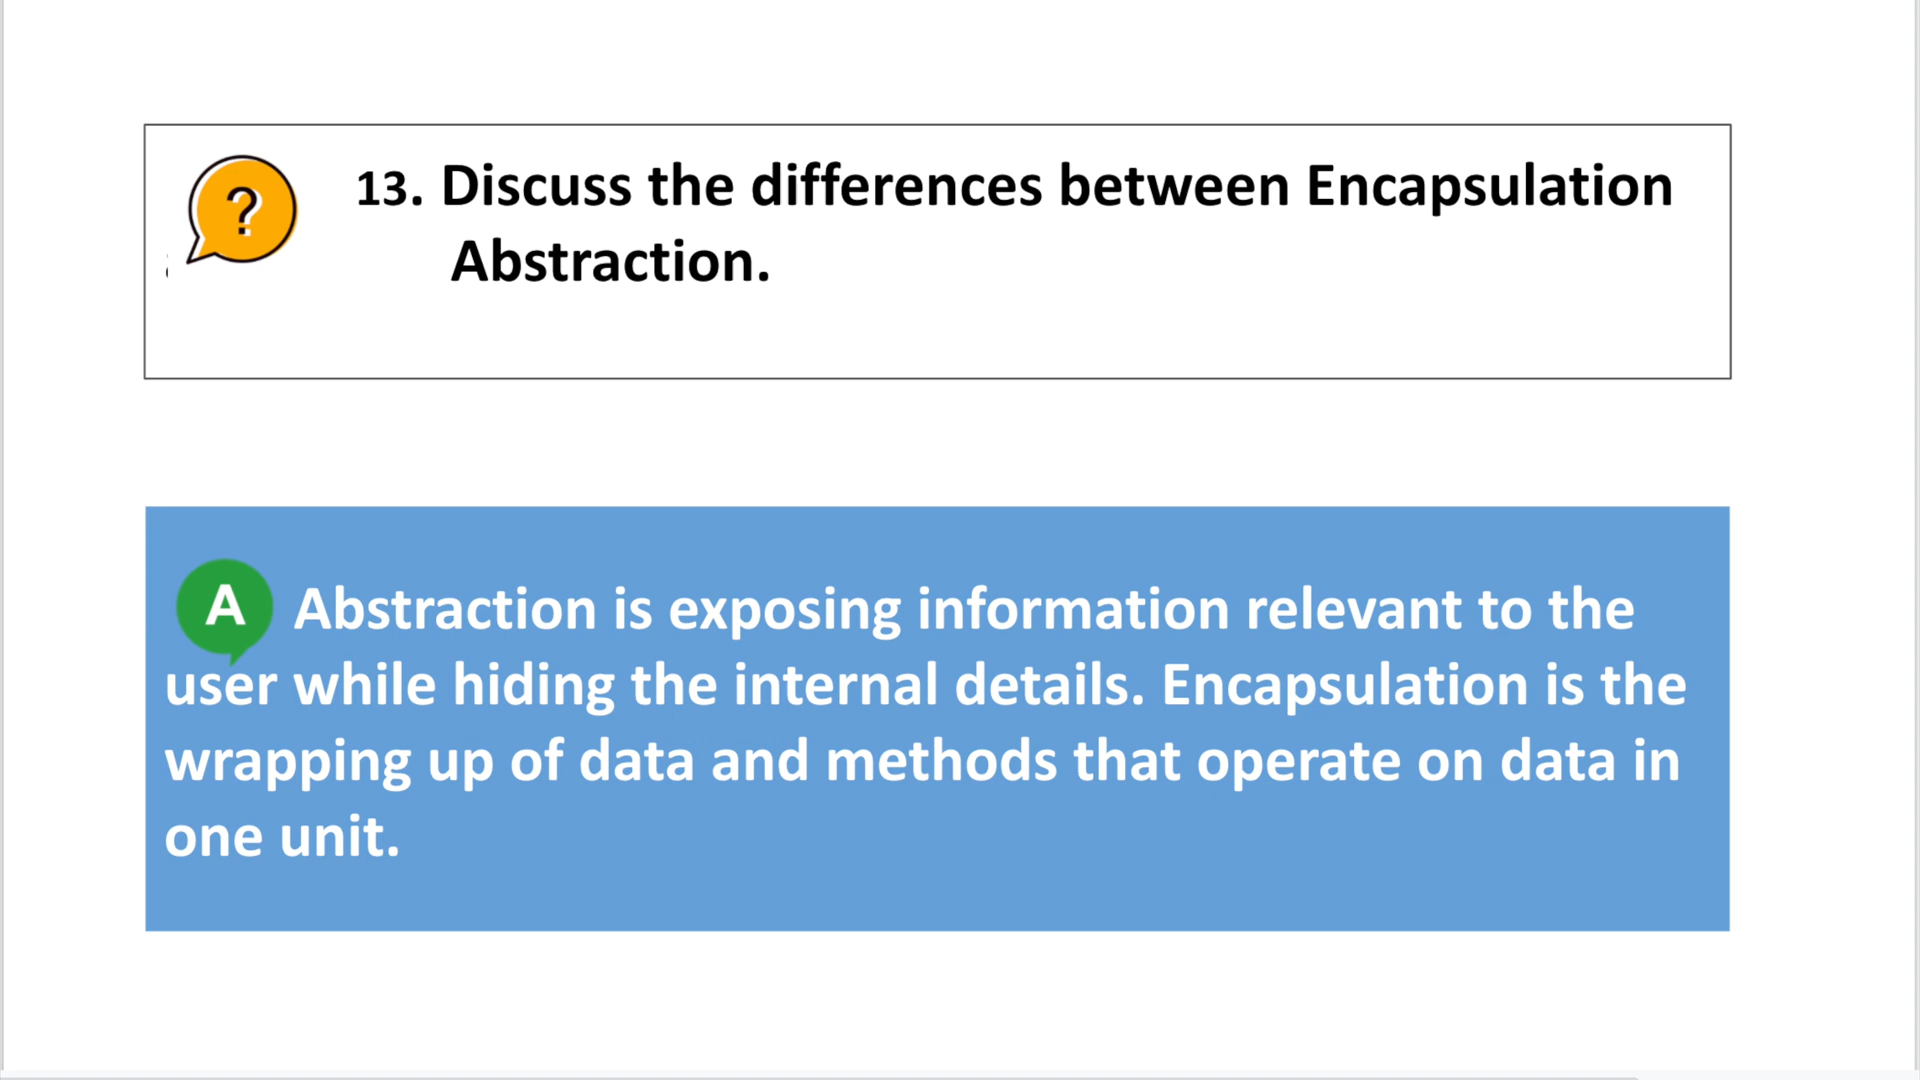 ?
13. Discuss the differences between Encapsulation
Abstraction.
A
Abstraction is exposing information relevant to the
user while hiding the internal details. Encapsulation is the
wrapping up of data and methods that operate on data in
one unit.